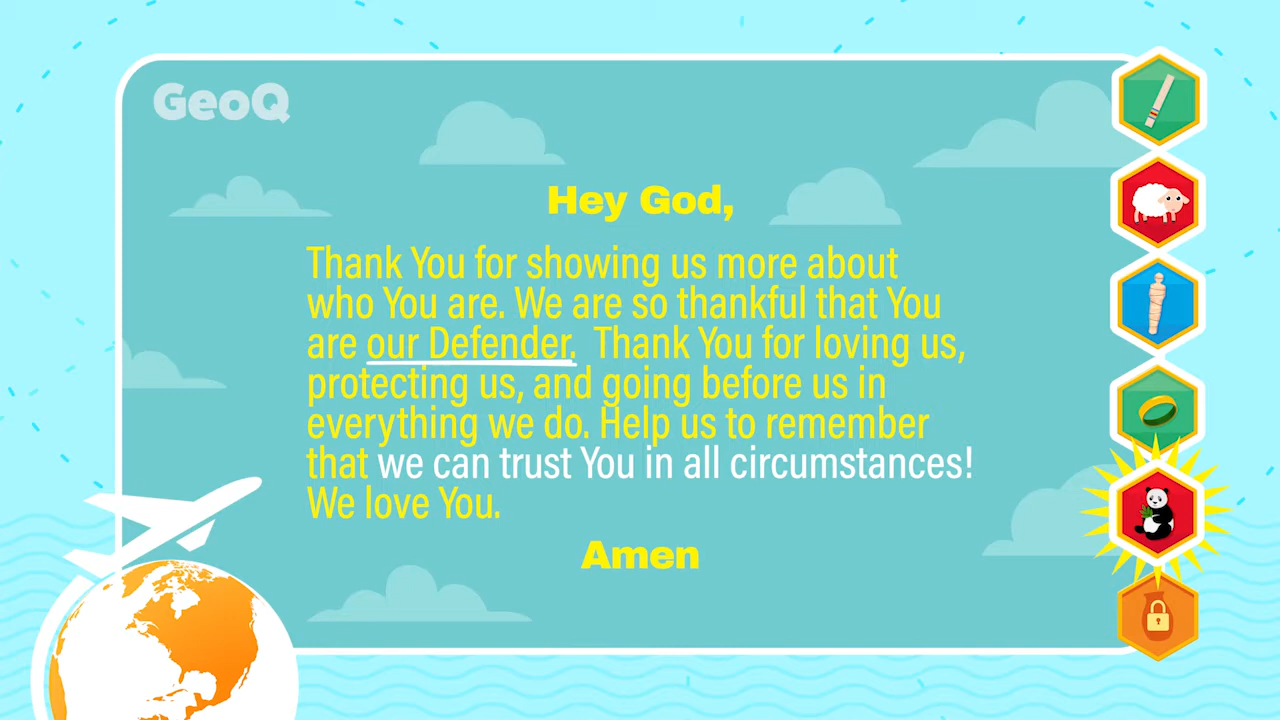 GeoQ
Hey God,
Thank You for showing us more about
who You are. We are so thankful that You
are our Defender. Thank You for loving us,
protecting us, and going before us in
everything we do. Help us to remember
that we can trust You in all circumstances!
We love You.
Amen